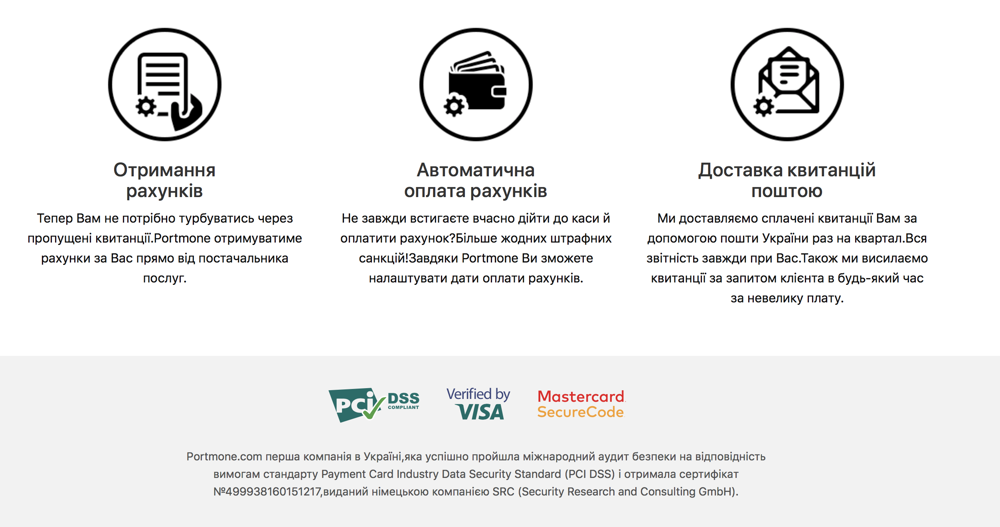 Отримання
рахунків
Тепер Вам не потрібно турбуватись через
пропущені квитанції.Portmone отримуватиме
рахунки за Вас прямо від постачальника
послуг.
Автоматична
оплата рахунків
Не завжди встигаєте вчасно дійти до каси й
оплатити рахунок?Більше жодних штрафних
санкцій!Завдяки Portmone Ви зможете
налаштувати дати оплати рахунків.
Доставка квитанцій
поштою
Ми доставляємо сплачені квитанції Вам за
допомогою пошти України раз на квартал.Вся
звітність завжди при Вас.Також ми висилаємо
квитанції за запитом клієнта в будь-який час
за невелику плату.
PCi DSS
COMPLIANT
Verified by
VISA
Mastercard
SecureCode
Portmone.com перша компанія в Україні,яка успішно пройшла міжнародний аудит безпеки на відповідність
вимогам стандарту Payment Card Industry Data Security Standard (PCI DSS) і отримала сертифікат
№499938160151217,виданий німецькою компанією SRC (Security Research and Consulting GmbH).